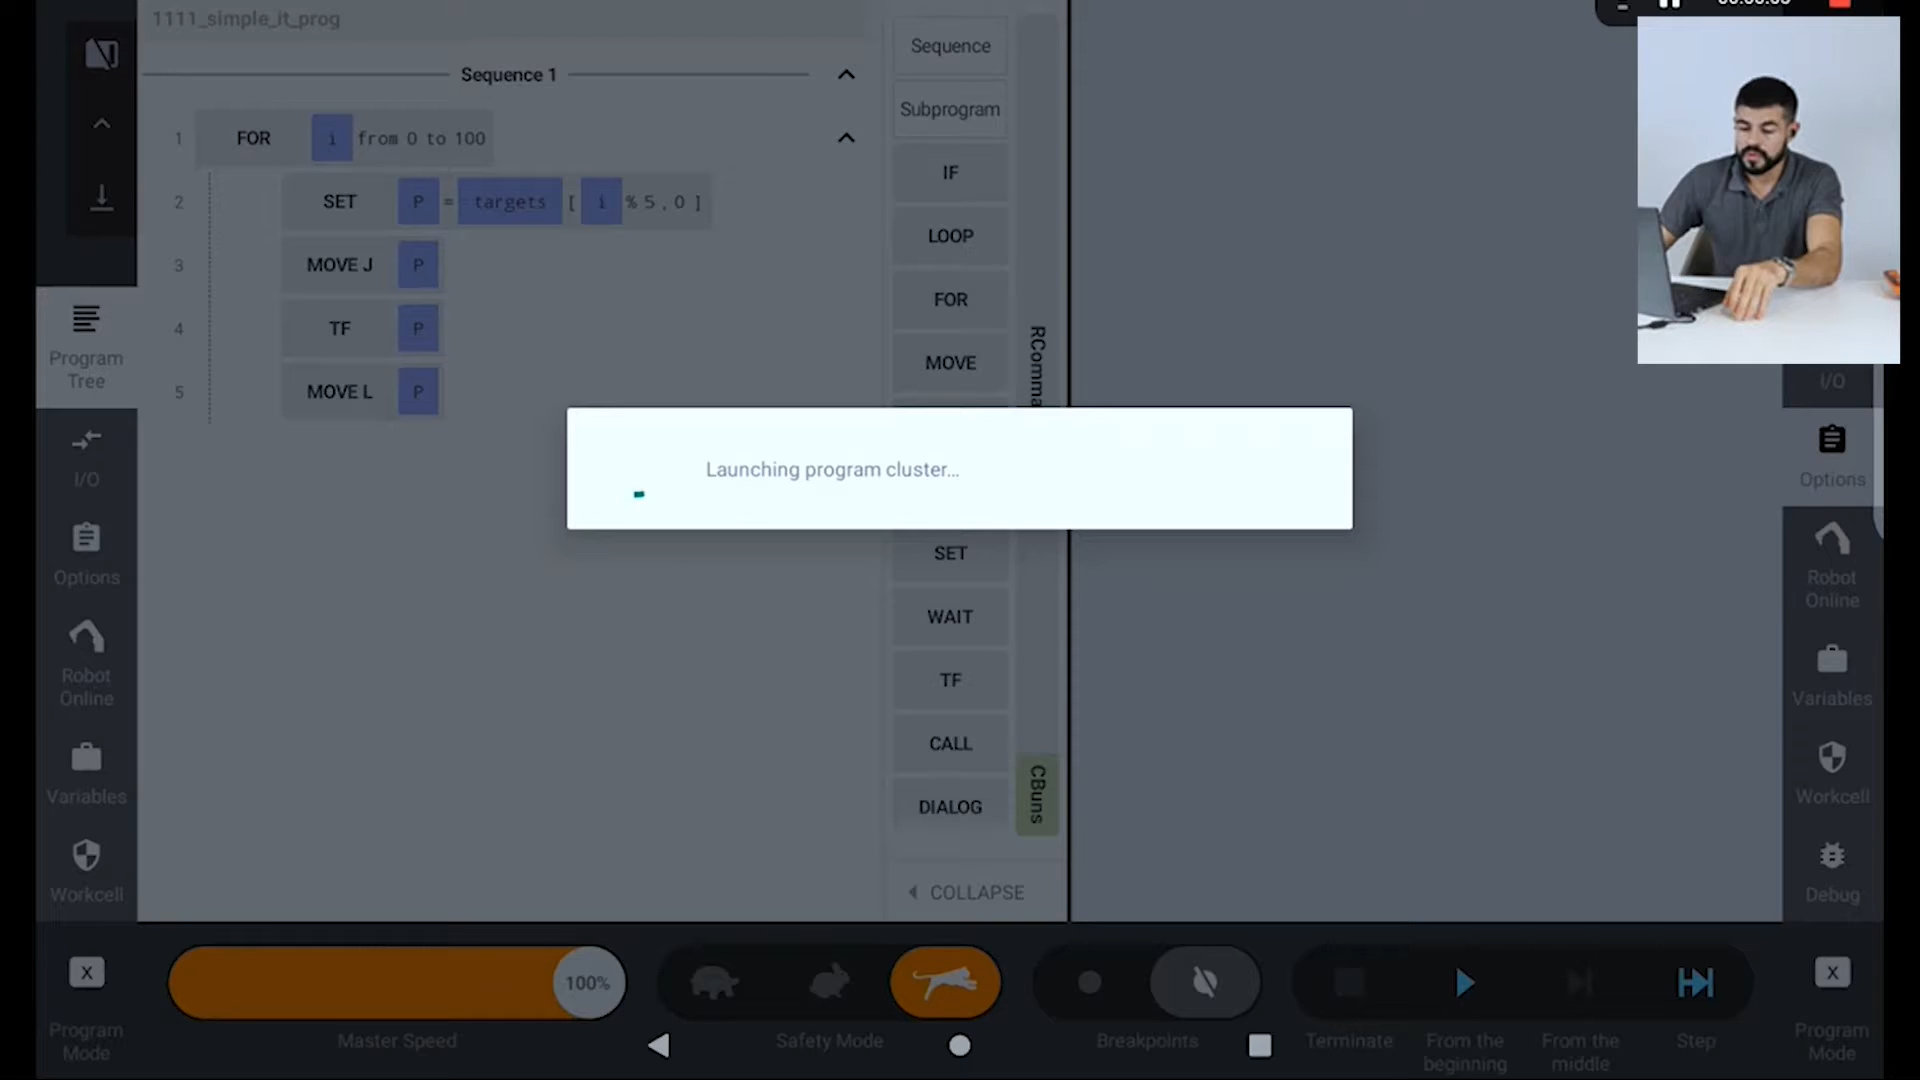 1111_simple_it_prog
Sequence 1
1 FOR i from 0 to 100
2 SET P = targets [ i % 5 , 0 ]
3 MOVE J P
4 TF P
5 MOVE L P
Program
Tree
I/O
Options
Robot
Online
Variables
Workcell
X
Program
Mode
Sequence
Subprogram
IF
LOOP
FOR
MOVE
SET
WAIT
TF
CALL
DIALOG
COLLAPSE
RComma
CBuns
Launching program cluster...
I/O
Options
Robot
Online
Variables
Workcell
Debug
X
Program
Mode
100%
Master Speed
Safety Mode
Breakpoints
Terminate
From the
beginning
From the
middle
Step